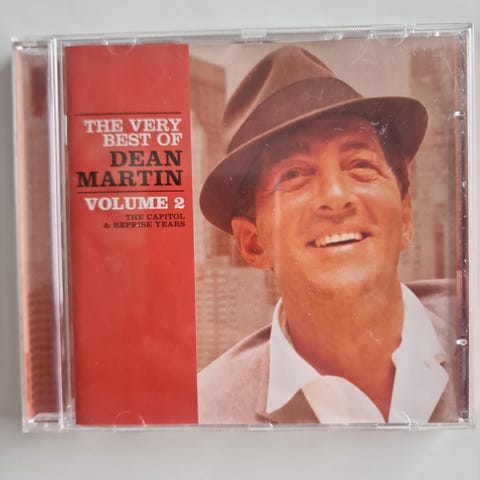 THE VERY
BEST OF
DEAN
MARTIN
VOLUME 2
THE CAPITOL
& REPRISE YEARS